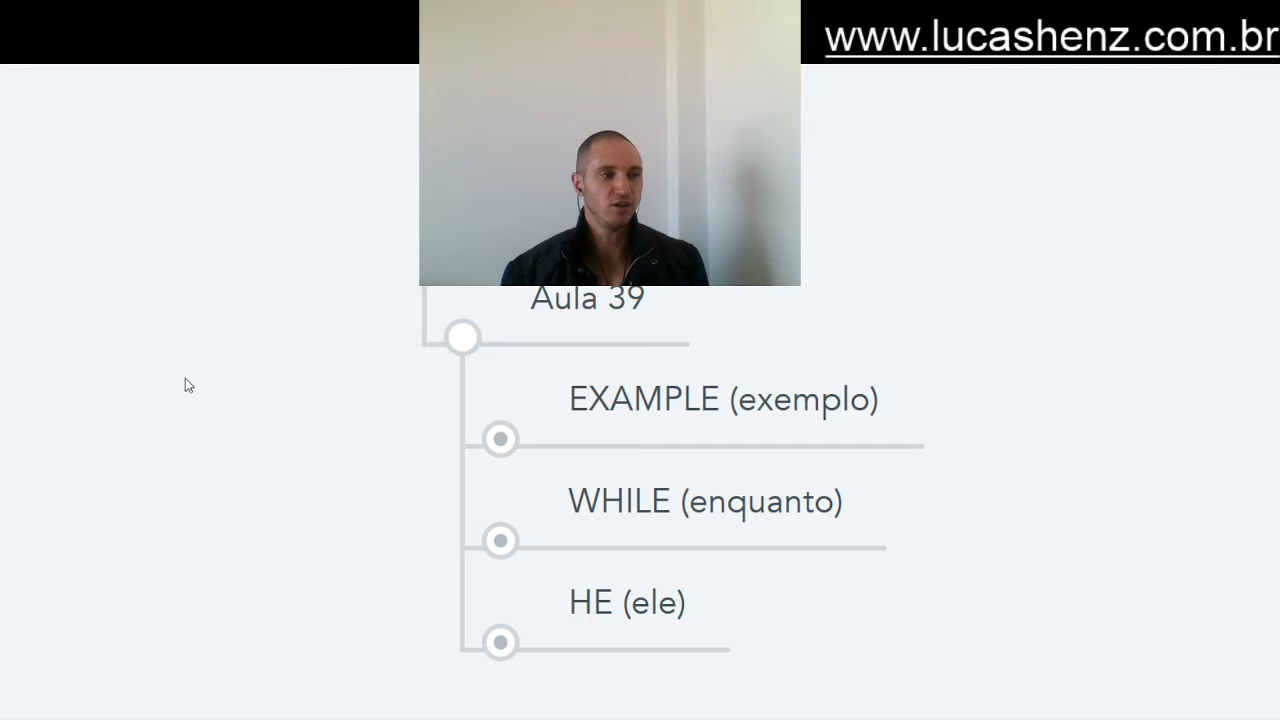 www.lucashenz.com.br
Aula 39
EXAMPLE (exemplo)
WHILE (enquanto)
HE (ele)